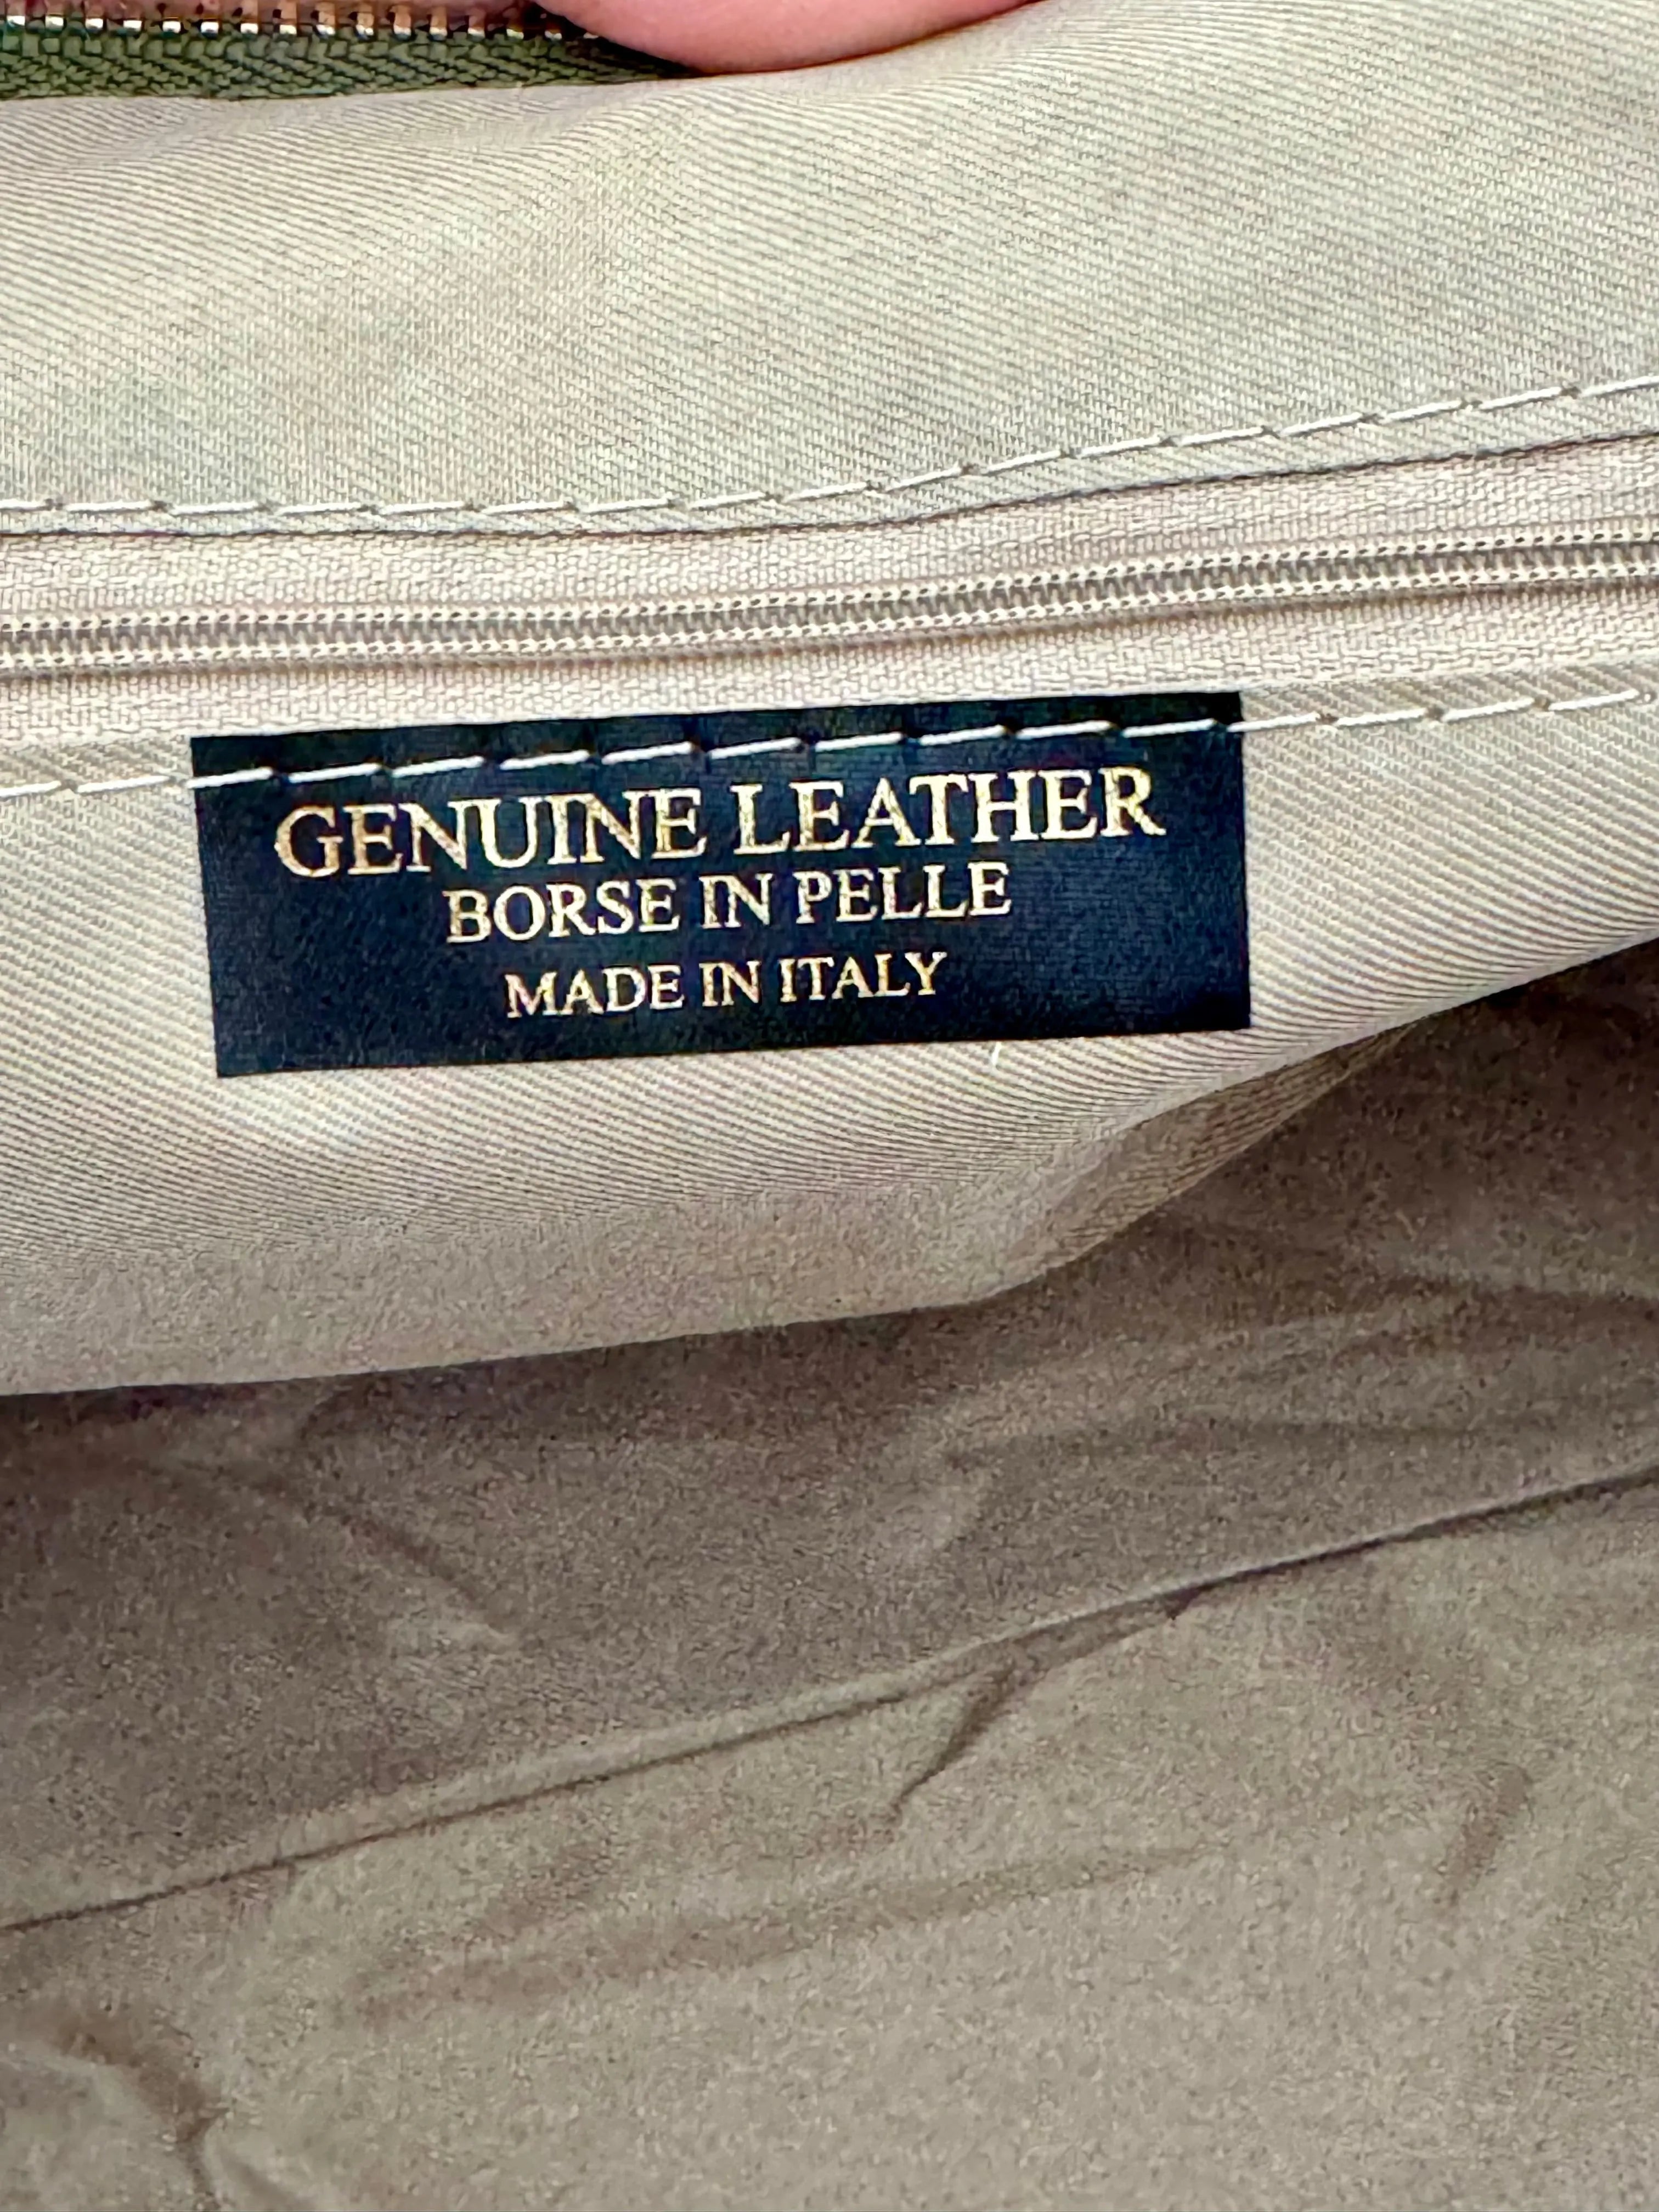 GENUINE LEATHER
BORSE IN PELLE
MADE IN ITALY